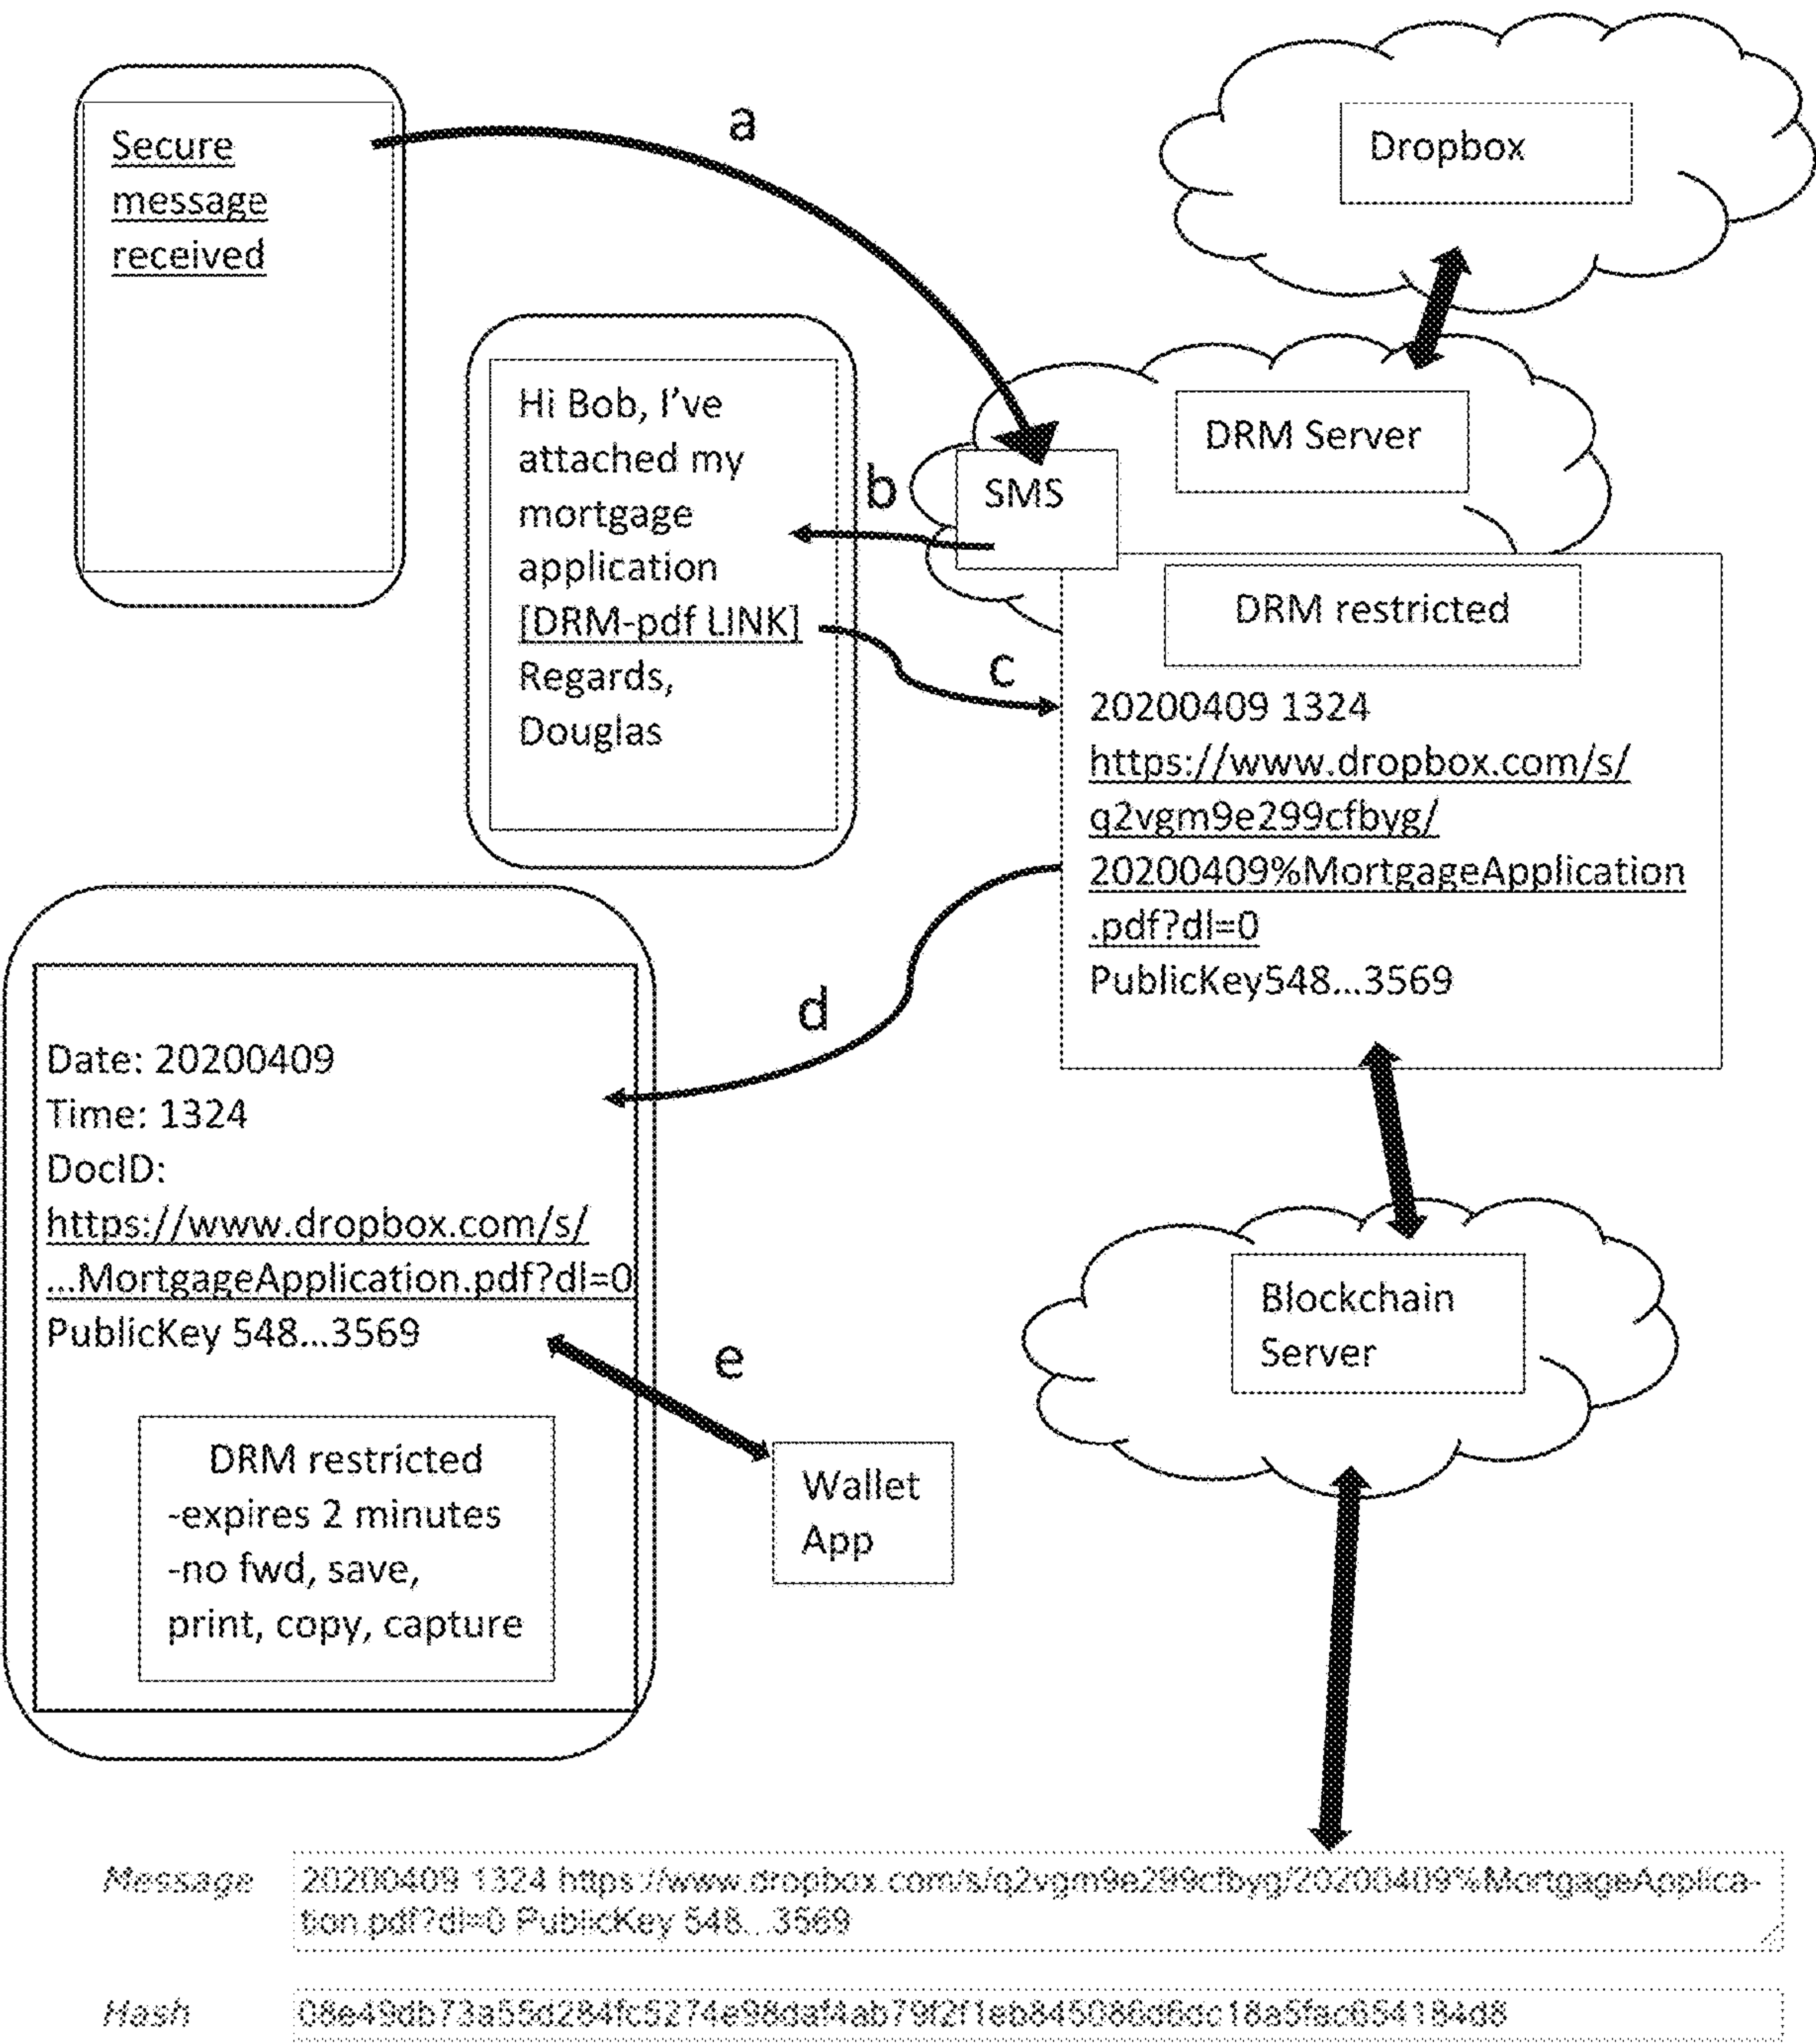 a
Secure
message
received
Dropbox
Hi Bob, I've
attached my
mortgage
application
[DRM-pdf LINK]
Regards,
Douglas
b
SMS
DRM Server
c
DRM restricted
20200409 1324
https://www.dropbox.com/s/
q2vgm9e299cfbyg/
20200409%MortgageApplication
.pdf?dl=0
PublicKey548...3569
d
Date: 20200409
Time: 1324
DocID:
https://www.dropbox.com/s/
...MortgageApplication.pdf?dl=0
PublicKey 548...3569
e
DRM restricted
-expires 2 minutes
-no fwd, save,
print, copy, capture
Wallet
App
Blockchain
Server
Message
20200409 1324 https://www.dropbox.com/s/q2vgm9e299cfbyg/20200409%MortgageApplica-
tion.pdf?dl=0 PublicKey 548...3569
Hash
08e49db73a55d284fc5274e98daf4ab79f2f1eb845086d6dc18a5fac654184d8